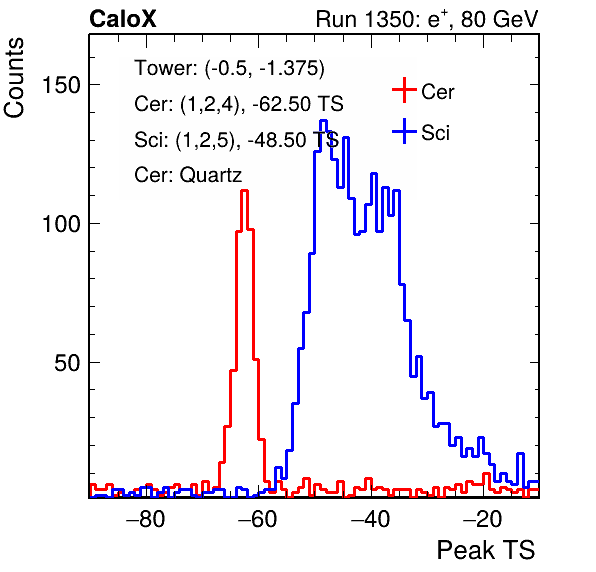 CaloX Run 1350: e⁺, 80 GeV
Counts
Tower: (-0.5, -1.375)
Cer: (1,2,4), -62.50 TS
Sci: (1,2,5), -48.50 TS
Cer: Quartz
Cer
Sci
150
100
50
−80 −60 −40 −20
Peak TS